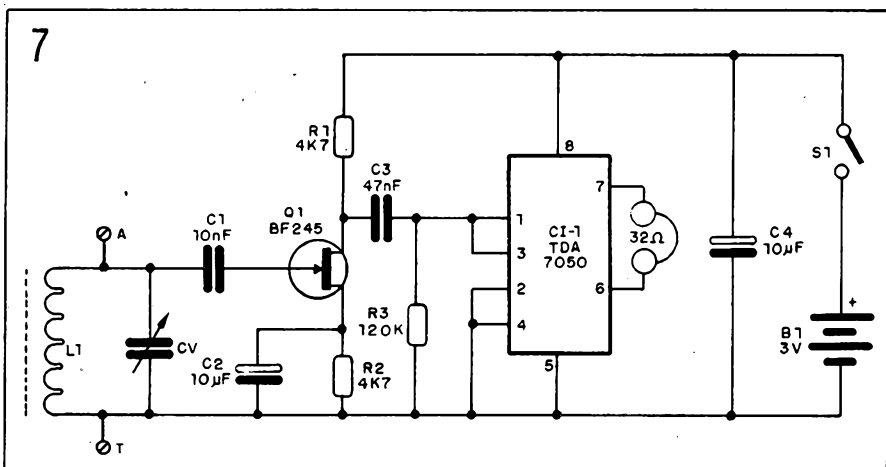 7
R1
4K7
8
S1
C3
47nF
C1
10nF
Q1
BF245
A
7
1
CI-1
TDA
7050
32Ω
3
C4
10µF
2
6
L1
CV
R3
120K
4
+
B1
3V
C2
10µF
R2
4K7
5
T